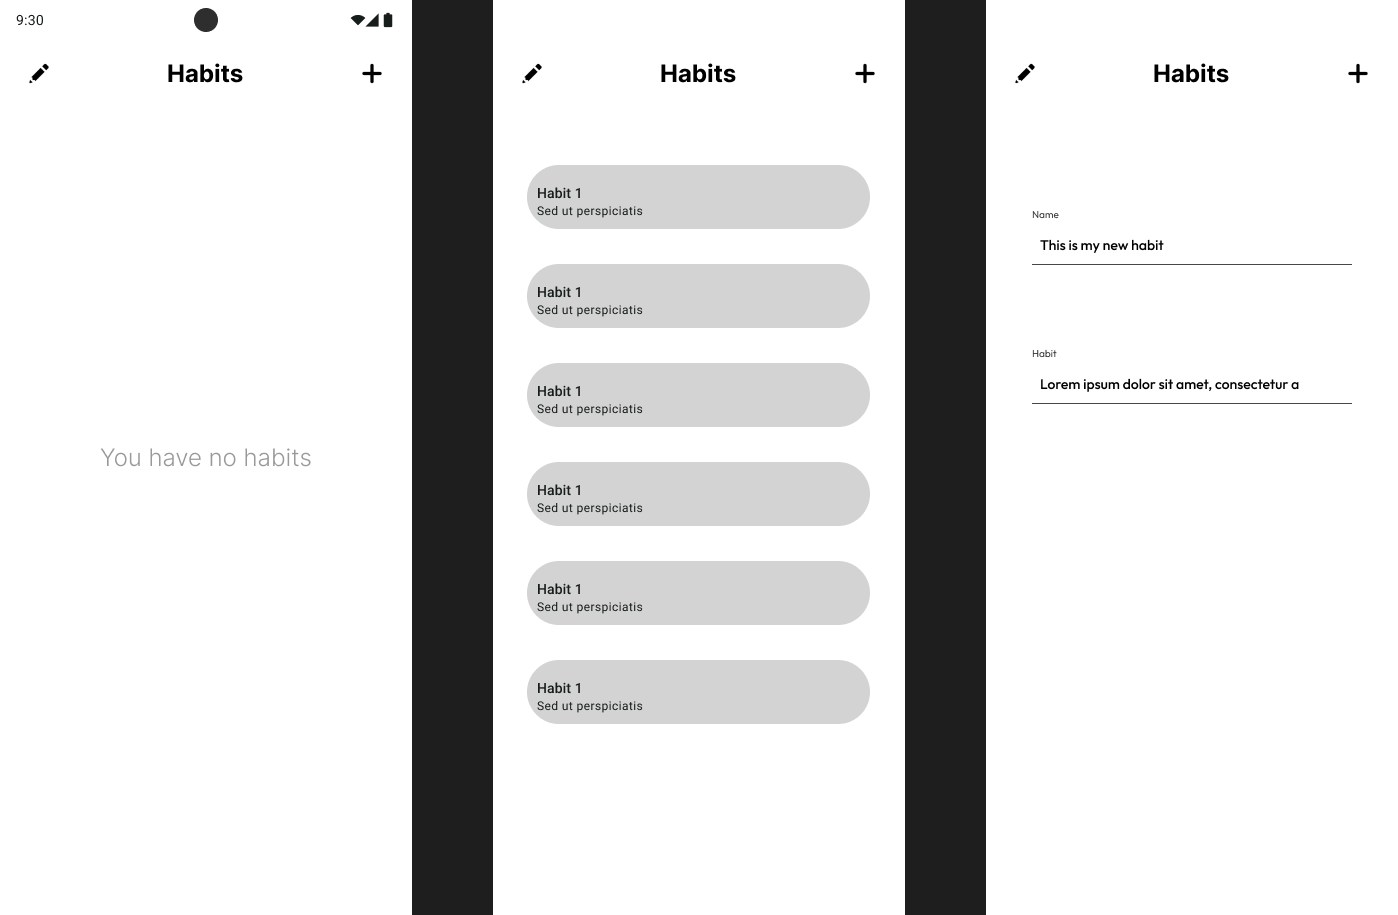 9:30
Habits
You have no habits
Habits
Habit 1
Sed ut perspiciatis
Habit 1
Sed ut perspiciatis
Habit 1
Sed ut perspiciatis
Habit 1
Sed ut perspiciatis
Habit 1
Sed ut perspiciatis
Habit 1
Sed ut perspiciatis
Habits
Name
This is my new habit
Habit
Lorem ipsum dolor sit amet, consectetur a